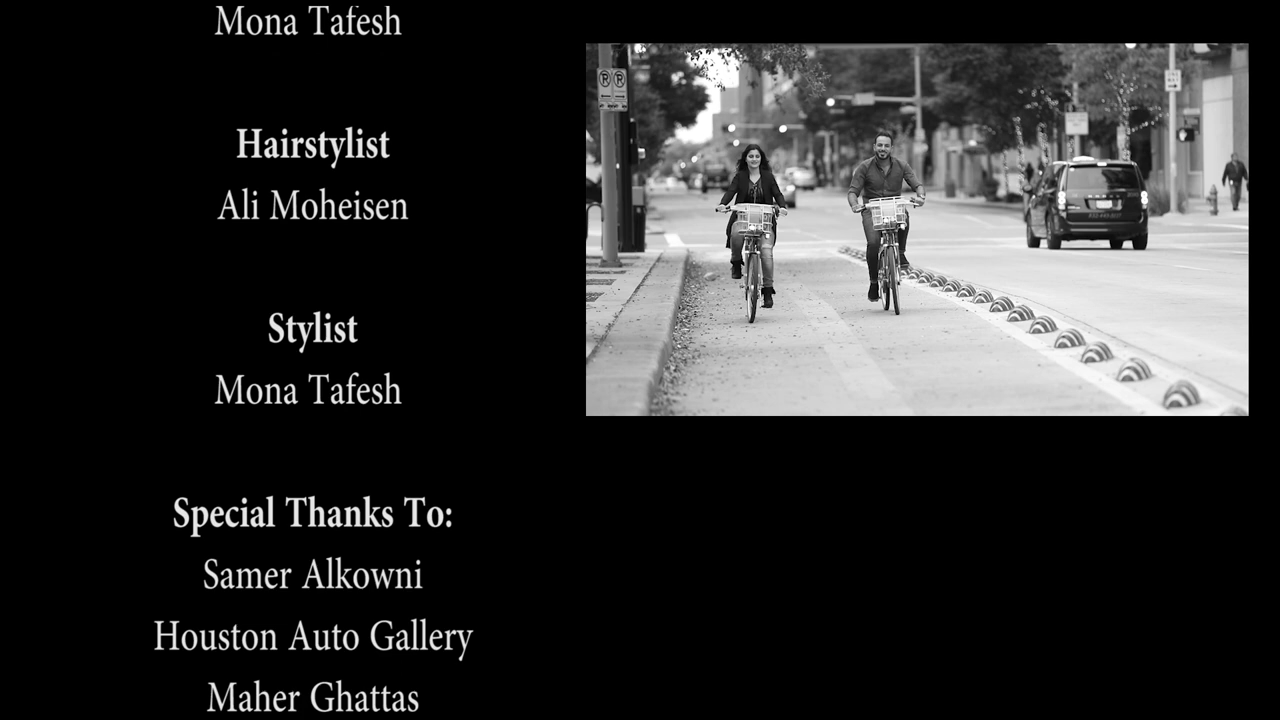 Mona Tafesh
Hairstylist
Ali Moheisen
Stylist
Mona Tafesh
Special Thanks To:
Samer Alkowni
Houston Auto Gallery
Maher Ghattas